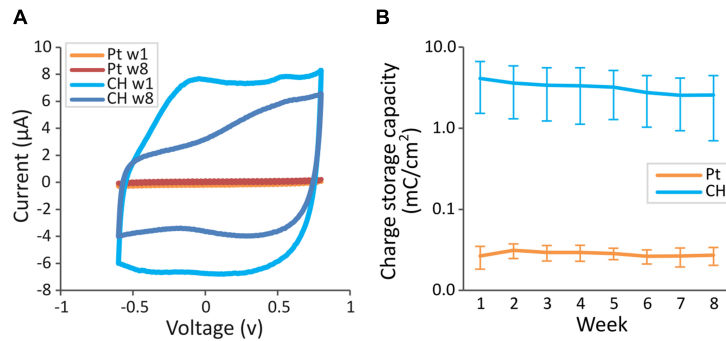 A
Pt w1
Pt w8
CH w1
CH w8
10
8
6
4
2
0
-2
-4
-6
-8
-1
-0.5
0
0.5
1
Current (µA)
Voltage (v)
B
10.0
1.0
0.1
0.0
Charge storage capacity
(mC/cm²)
Pt
CH
1 2 3 4 5 6 7 8
Week